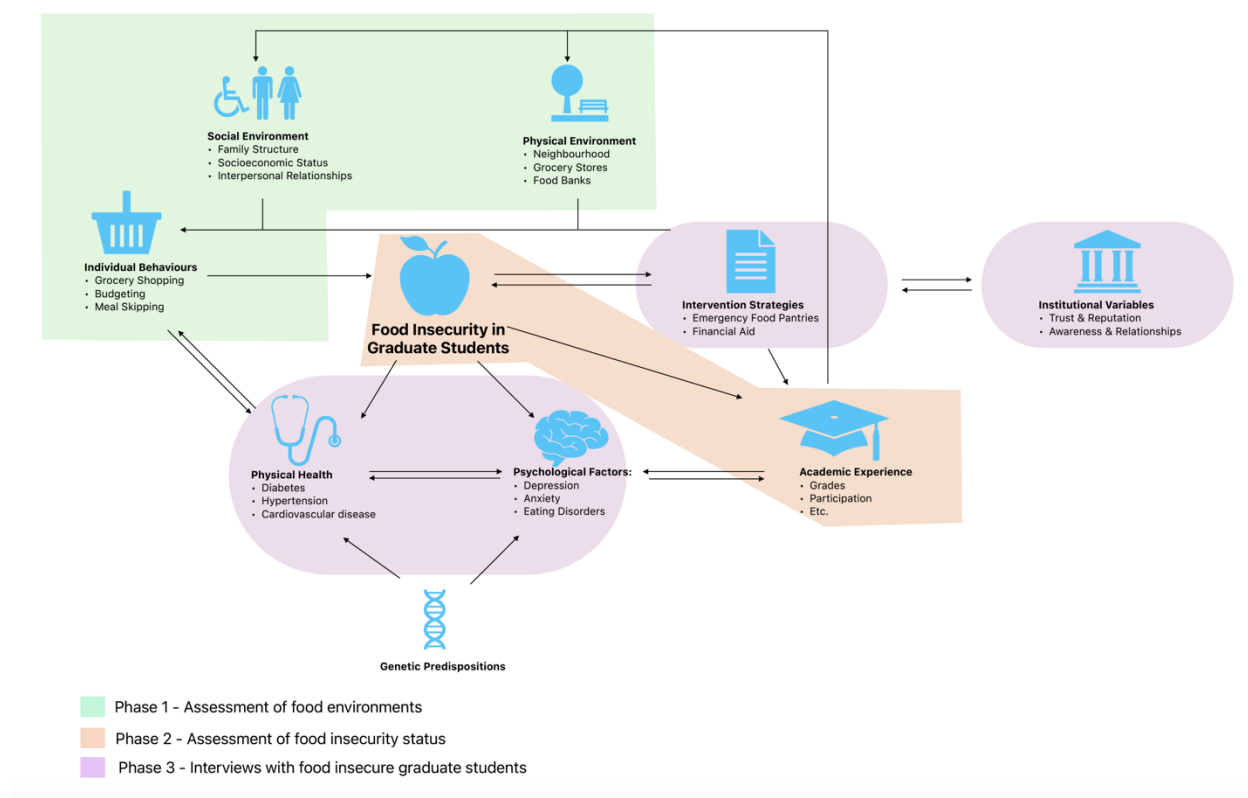 Social Environment
• Family Structure
• Socioeconomic Status
• Interpersonal Relationships
Physical Environment
• Neighbourhood
• Grocery Stores
• Food Banks
Individual Behaviours
• Grocery Shopping
• Budgeting
• Meal Skipping
Food Insecurity in
Graduate Students
Intervention Strategies
• Emergency Food Pantries
• Financial Aid
Institutional Variables
• Trust & Reputation
• Awareness & Relationships
Physical Health
• Diabetes
• Hypertension
• Cardiovascular disease
Psychological Factors:
• Depression
• Anxiety
• Eating Disorders
Academic Experience
• Grades
• Participation
• Etc.
Genetic Predispositions
Phase 1 - Assessment of food environments
Phase 2 - Assessment of food insecurity status
Phase 3 - Interviews with food insecure graduate students